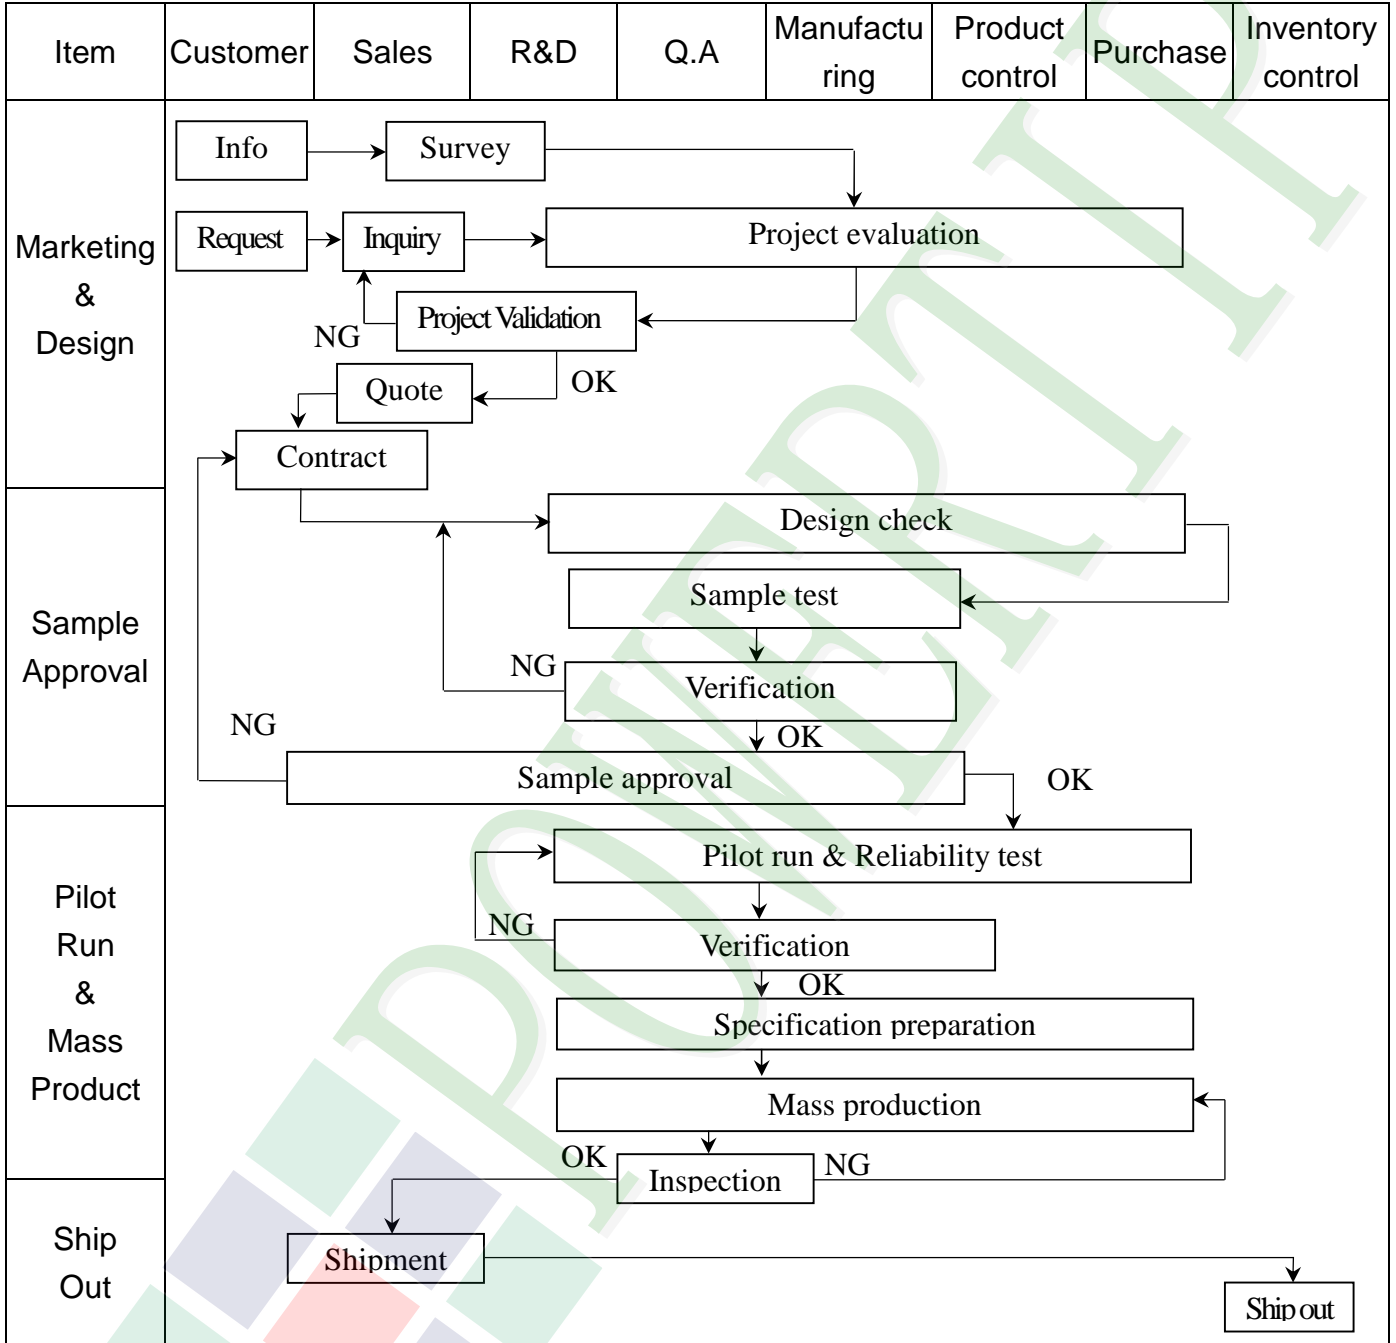 Item
Customer
Sales
R&D
Q.A
Manufactu
ring
Product
control
Purchase
Inventory
control
Marketing
&
Design
Info
Survey
Request
Inquiry
Project evaluation
Project Validation
NG
OK
Quote
Contract
Sample
Approval
Design check
Sample test
NG
Verification
OK
NG
Sample approval
OK
Pilot
Run
&
Mass
Product
Pilot run & Reliability test
NG
Verification
OK
Specification preparation
Mass production
OK
Inspection
NG
Ship
Out
Shipment
Ship out
POWERTIP